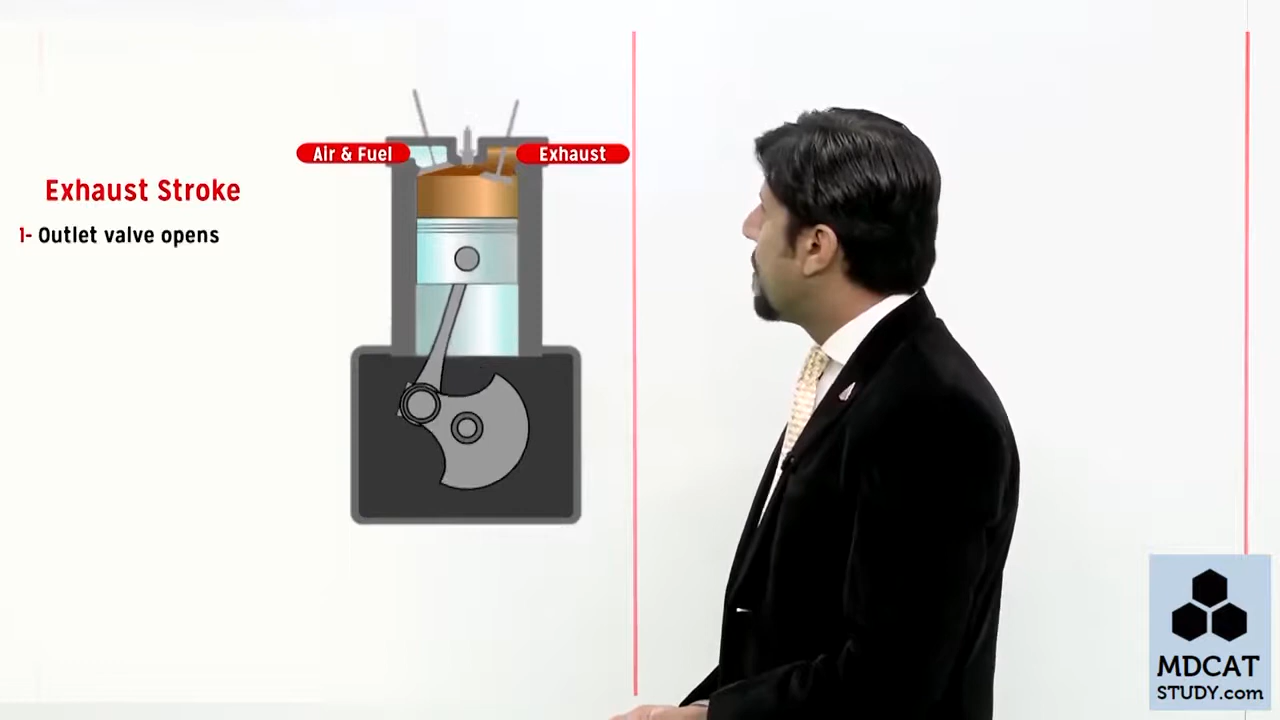 Air & Fuel
Exhaust
Exhaust Stroke
1- Outlet valve opens
MDCAT
STUDY.com